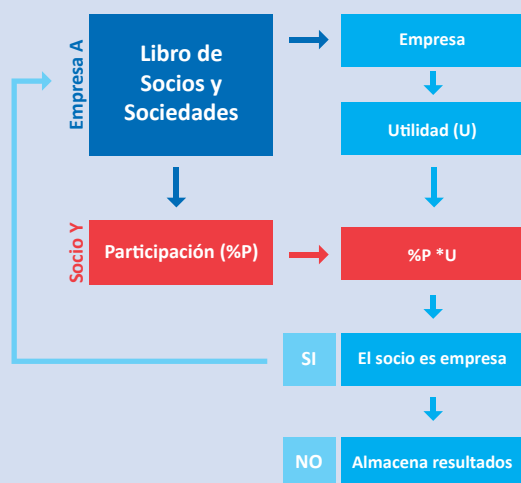 Empresa A
Libro de
Socios y
Sociedades
Empresa
Utilidad (U)
Socio Y
Participación (%P)
%P *U
SI
El socio es empresa
NO
Almacena resultados